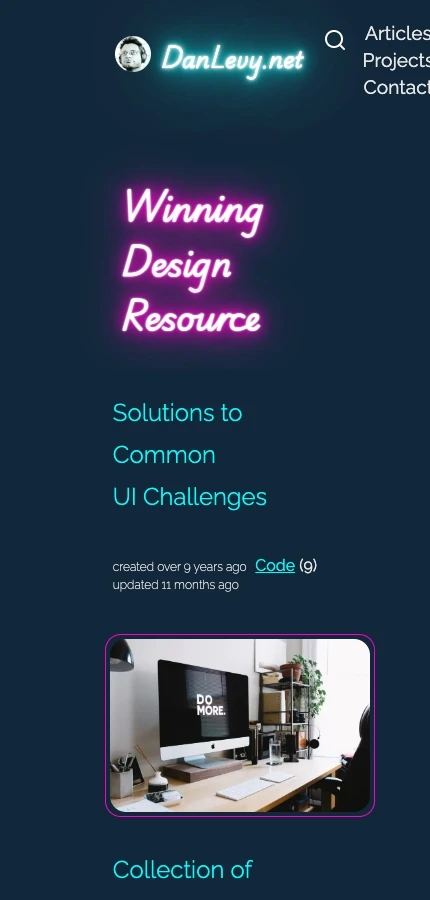 DanLevy.net
Articles
Projects
Contact
Winning
Design
Resource
Solutions to
Common
UI Challenges
created over 9 years ago Code (9)
updated 11 months ago
DO
MORE.
Collection of